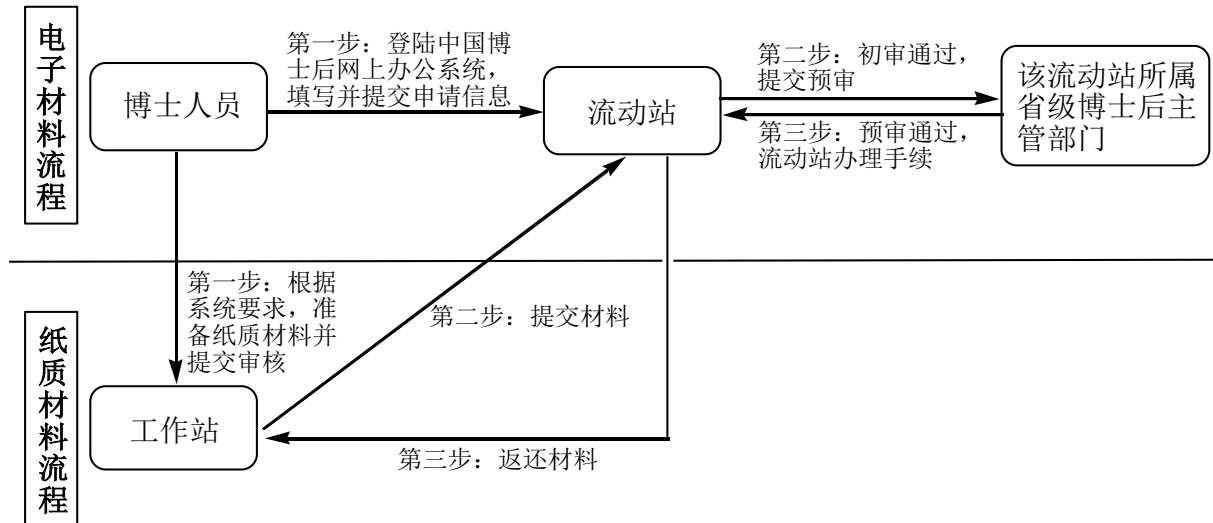 电子材料流程
博士人员
第一步：登陆中国博
士后网上办公系统，
填写并提交申请信息
流动站
第二步：初审通过，
提交预审
第三步：预审通过，
流动站办理手续
该流动站所属
省级博士后主
管部门
纸质材料流程
第一步：根据
系统要求，准
备纸质材料并
提交审核
第二步：提交材料
工作站
第三步：返还材料